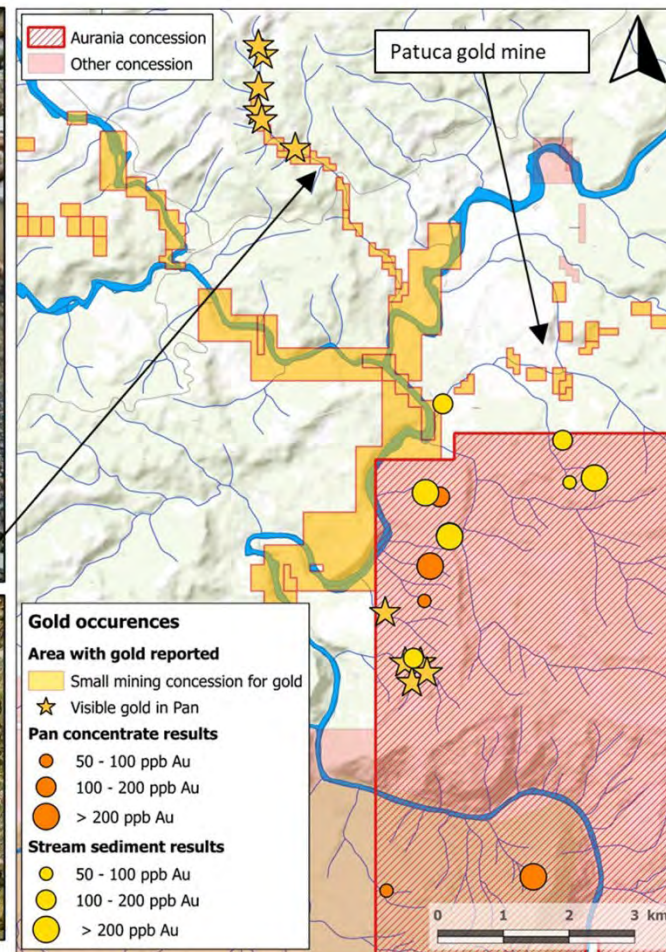 Aurania concession
Other concession
Patuca gold mine
Gold occurences
Area with gold reported
Small mining concession for gold
Visible gold in Pan
Pan concentrate results
50 - 100 ppb Au
100 - 200 ppb Au
> 200 ppb Au
Stream sediment results
50 - 100 ppb Au
100 - 200 ppb Au
> 200 ppb Au
0 1 2 3 km